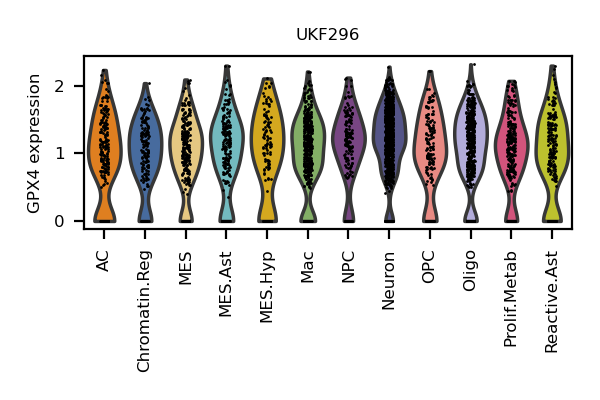 UKF296
GPX4 expression
2
1
0
AC
Chromatin.Reg
MES
MES.Ast
MES.Hyp
Mac
NPC
Neuron
OPC
Oligo
Prolif.Metab
Reactive.Ast